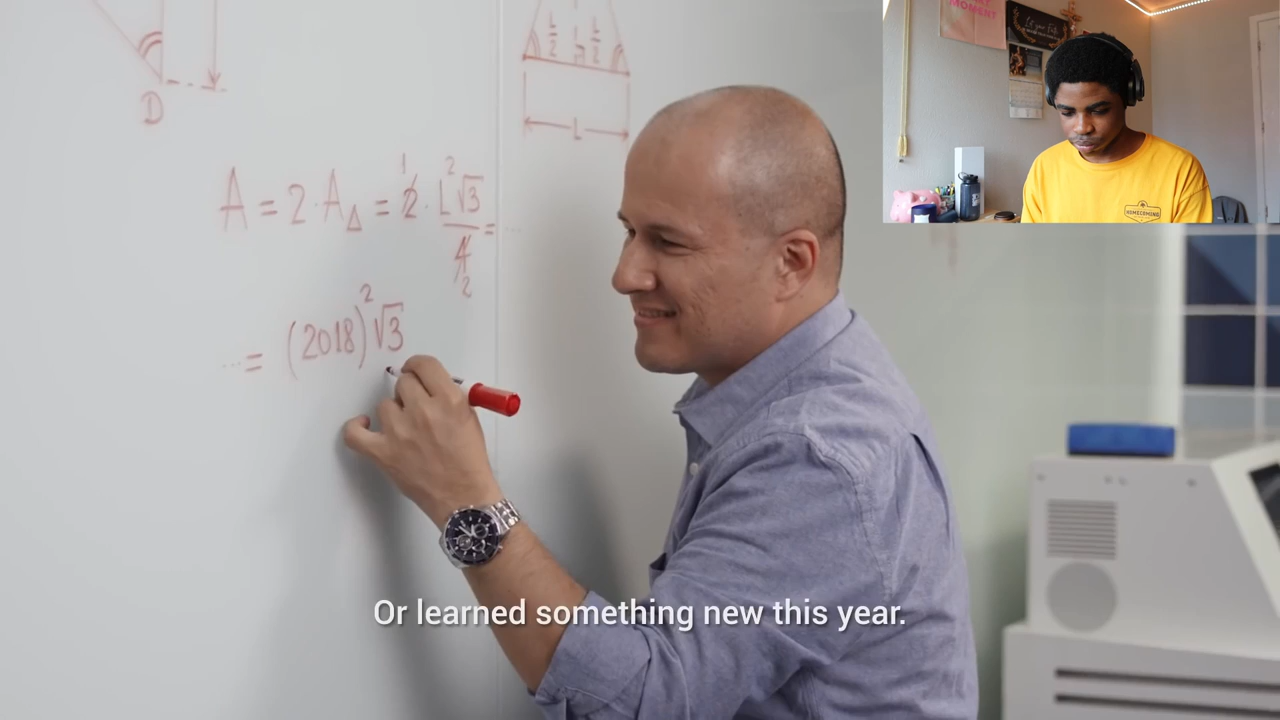 D
L/2 L/2
L
A = 2 · A△ = 1 2 · L²√3 / 4 2 = ...
... = (2018)²√3
MOMENT
HOMECOMING
Or learned something new this year.